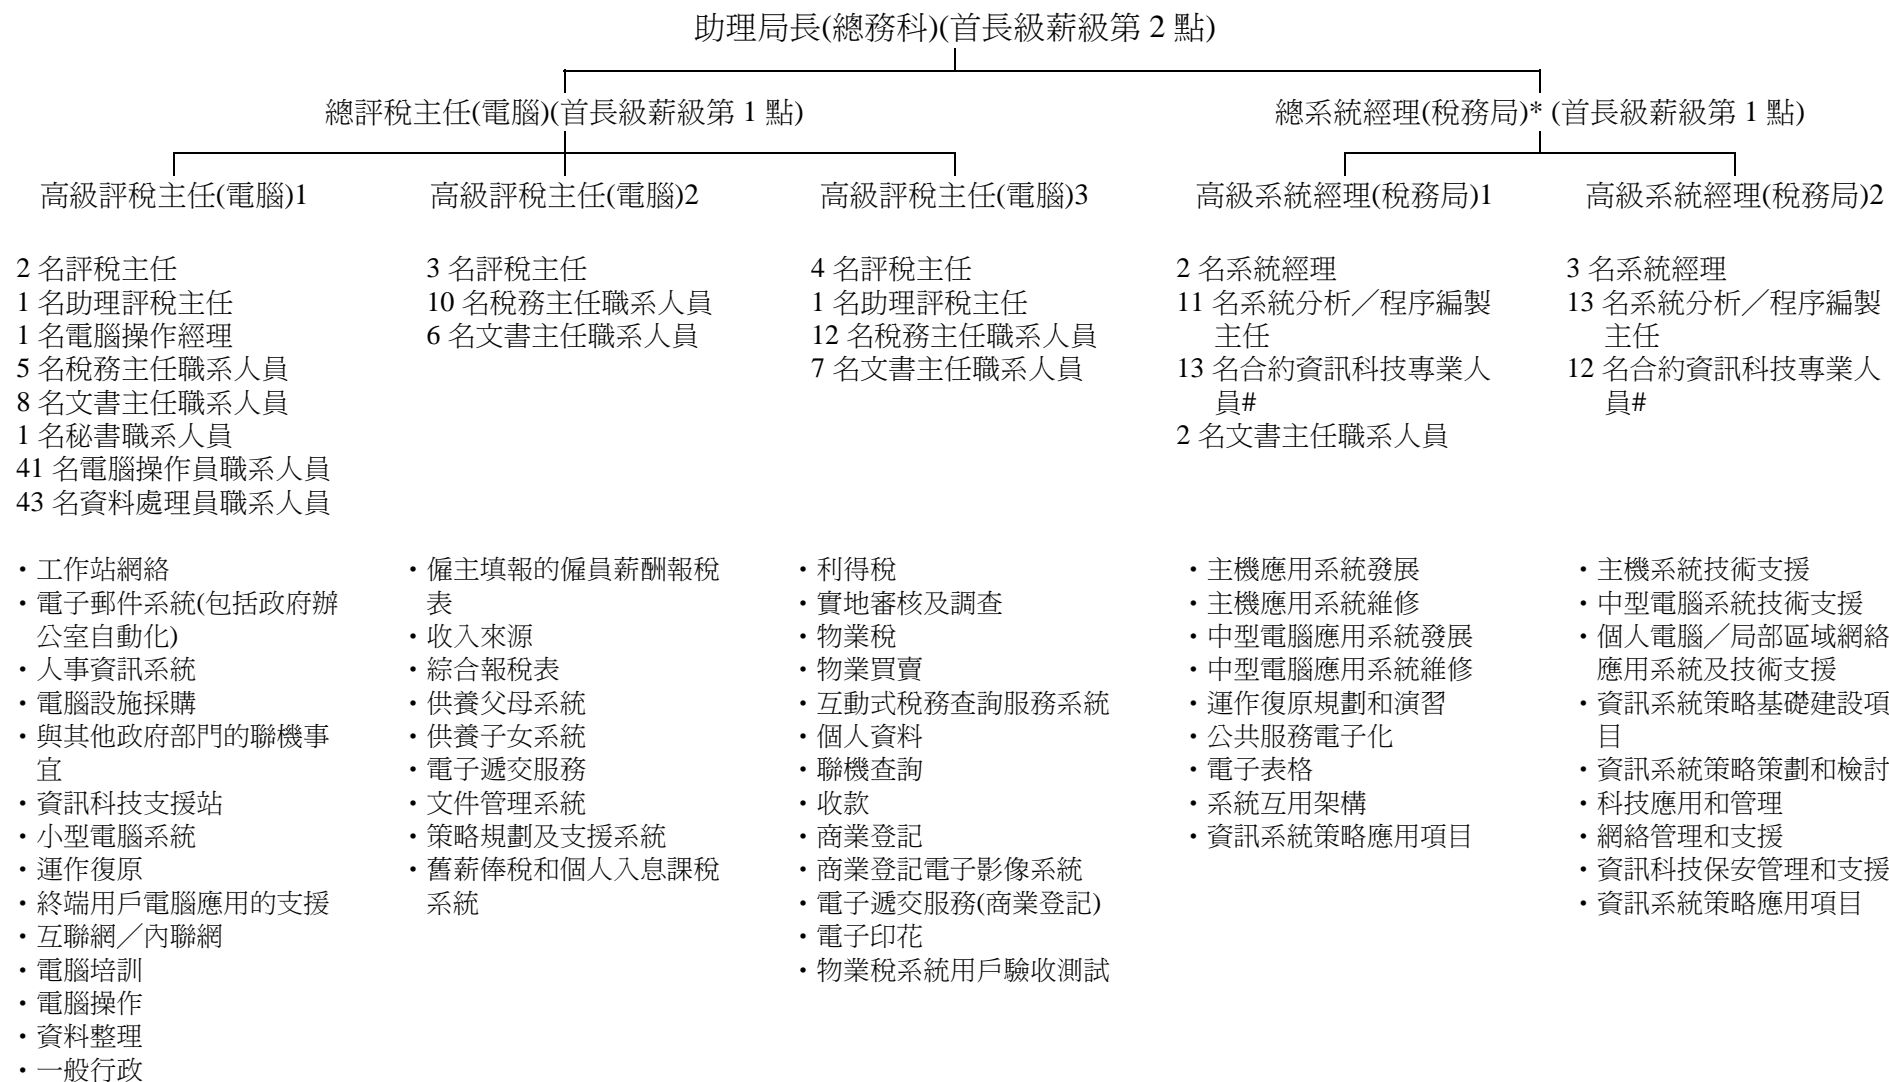 助理局長(總務科)(首長級薪級第 2 點)
總評稅主任(電腦)(首長級薪級第 1 點)
總系統經理(稅務局)* (首長級薪級第 1 點)
高級評稅主任(電腦)1
高級評稅主任(電腦)2
高級評稅主任(電腦)3
高級系統經理(稅務局)1
高級系統經理(稅務局)2
2 名評稅主任
1 名助理評稅主任
1 名電腦操作經理
5 名稅務主任職系人員
8 名文書主任職系人員
1 名秘書職系人員
41 名電腦操作員職系人員
43 名資料處理員職系人員
3 名評稅主任
10 名稅務主任職系人員
6 名文書主任職系人員
4 名評稅主任
1 名助理評稅主任
12 名稅務主任職系人員
7 名文書主任職系人員
2 名系統經理
11 名系統分析／程序編製
主任
13 名合約資訊科技專業人
員#
2 名文書主任職系人員
3 名系統經理
13 名系統分析／程序編製
主任
12 名合約資訊科技專業人
員#
・工作站網絡
・電子郵件系統(包括政府辦
公室自動化)
・人事資訊系統
・電腦設施採購
・與其他政府部門的聯機事
宜
・資訊科技支援站
・小型電腦系統
・運作復原
・終端用戶電腦應用的支援
・互聯網／內聯網
・電腦培訓
・電腦操作
・資料整理
・一般行政
・僱主填報的僱員薪酬報稅
表
・收入來源
・綜合報稅表
・供養父母系統
・供養子女系統
・電子遞交服務
・文件管理系統
・策略規劃及支援系統
・舊薪俸稅和個人入息課稅
系統
・利得稅
・實地審核及調查
・物業稅
・物業買賣
・互動式稅務查詢服務系統
・個人資料
・聯機查詢
・收款
・商業登記
・商業登記電子影像系統
・電子遞交服務(商業登記)
・電子印花
・物業稅系統用戶驗收測試
・主機應用系統發展
・主機應用系統維修
・中型電腦應用系統發展
・中型電腦應用系統維修
・運作復原規劃和演習
・公共服務電子化
・電子表格
・系統互用架構
・資訊系統策略應用項目
・主機系統技術支援
・中型電腦系統技術支援
・個人電腦／局部區域網絡
應用系統及技術支援
・資訊系統策略基礎建設項
目
・資訊系統策略策劃和檢討
・科技應用和管理
・網絡管理和支援
・資訊科技保安管理和支援
・資訊系統策略應用項目